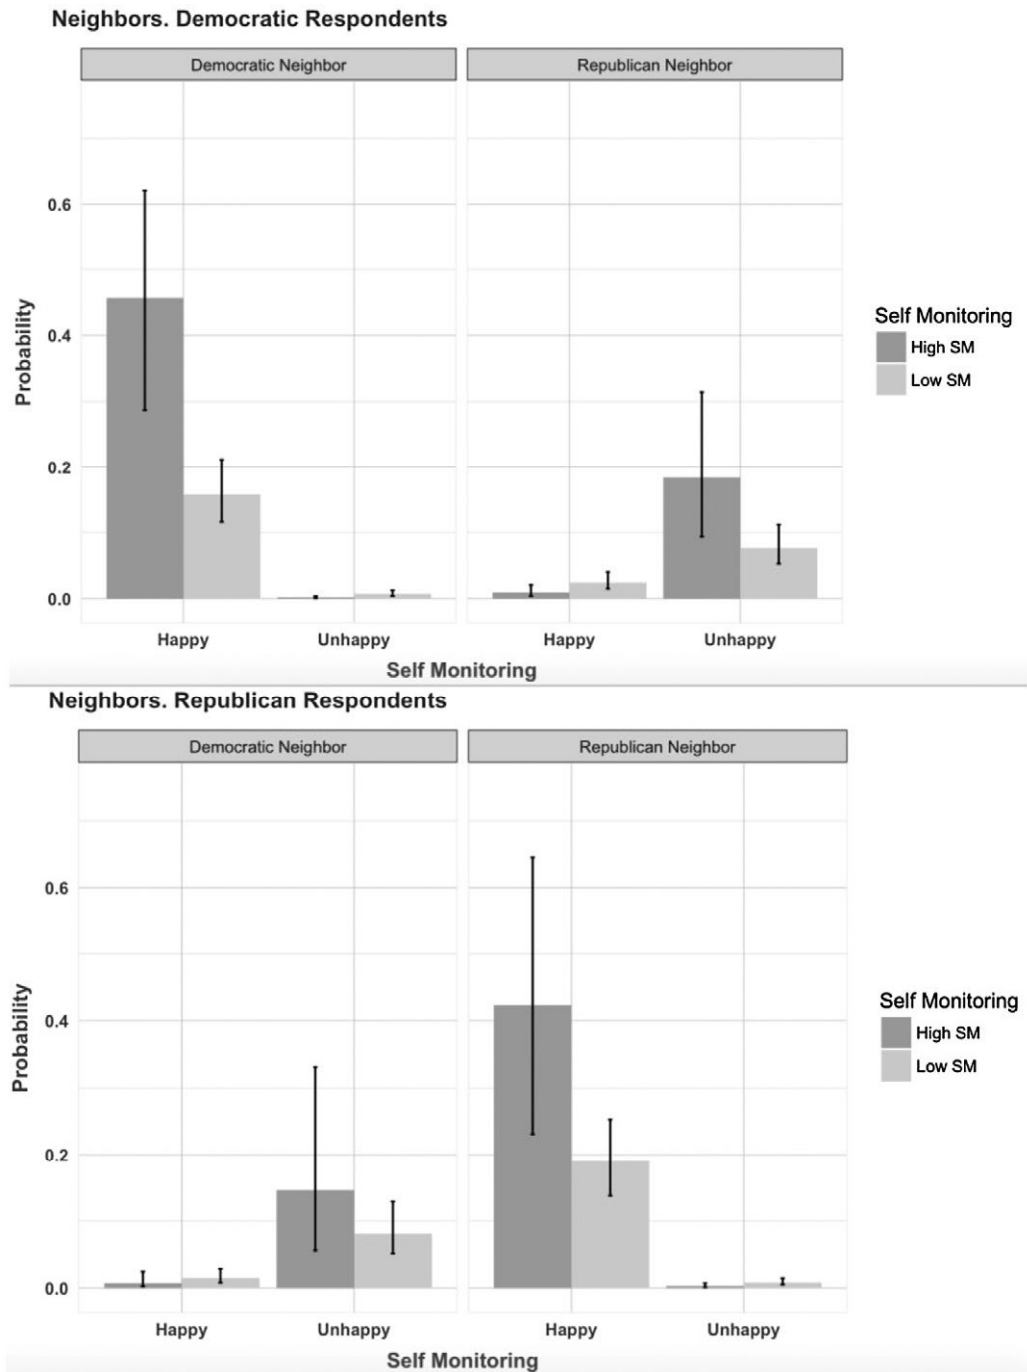 Neighbors. Democratic Respondents
Democratic Neighbor
Republican Neighbor
0.6
0.4
0.2
0.0
Probability
Happy
Unhappy
Happy
Unhappy
Self Monitoring
Self Monitoring
High SM
Low SM
Neighbors. Republican Respondents
Democratic Neighbor
Republican Neighbor
0.6
0.4
0.2
0.0
Probability
Happy
Unhappy
Happy
Unhappy
Self Monitoring
Self Monitoring
High SM
Low SM